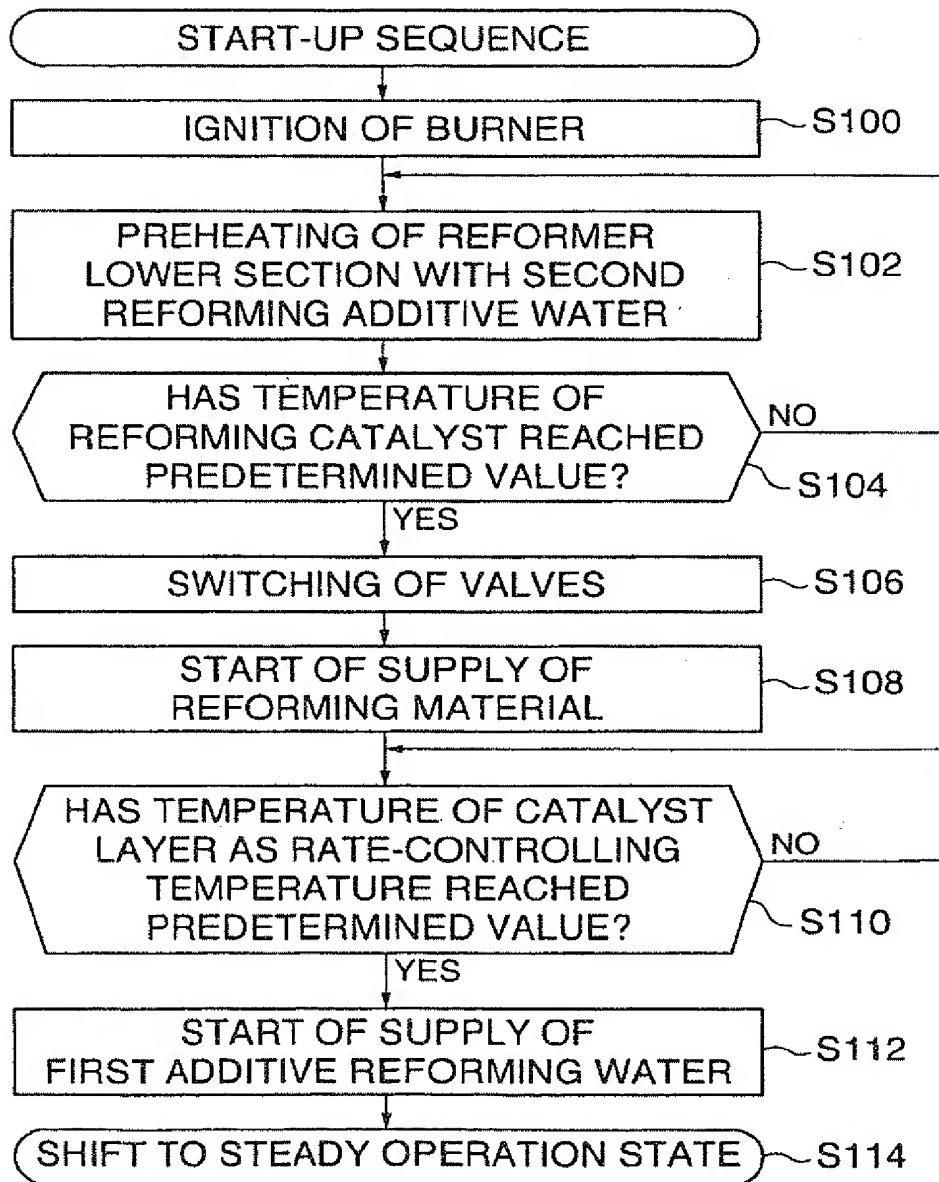 START-UP SEQUENCE
IGNITION OF BURNER
S100
PREHEATING OF REFORMER
LOWER SECTION WITH SECOND
REFORMING ADDITIVE WATER
S102
HAS TEMPERATURE OF
REFORMING CATALYST REACHED
PREDETERMINED VALUE?
NO
S104
YES
SWITCHING OF VALVES
S106
START OF SUPPLY OF
REFORMING MATERIAL
S108
HAS TEMPERATURE OF CATALYST
LAYER AS RATE-CONTROLLING
TEMPERATURE REACHED
PREDETERMINED VALUE?
NO
S110
YES
START OF SUPPLY OF
FIRST ADDITIVE REFORMING WATER
S112
SHIFT TO STEADY OPERATION STATE
S114